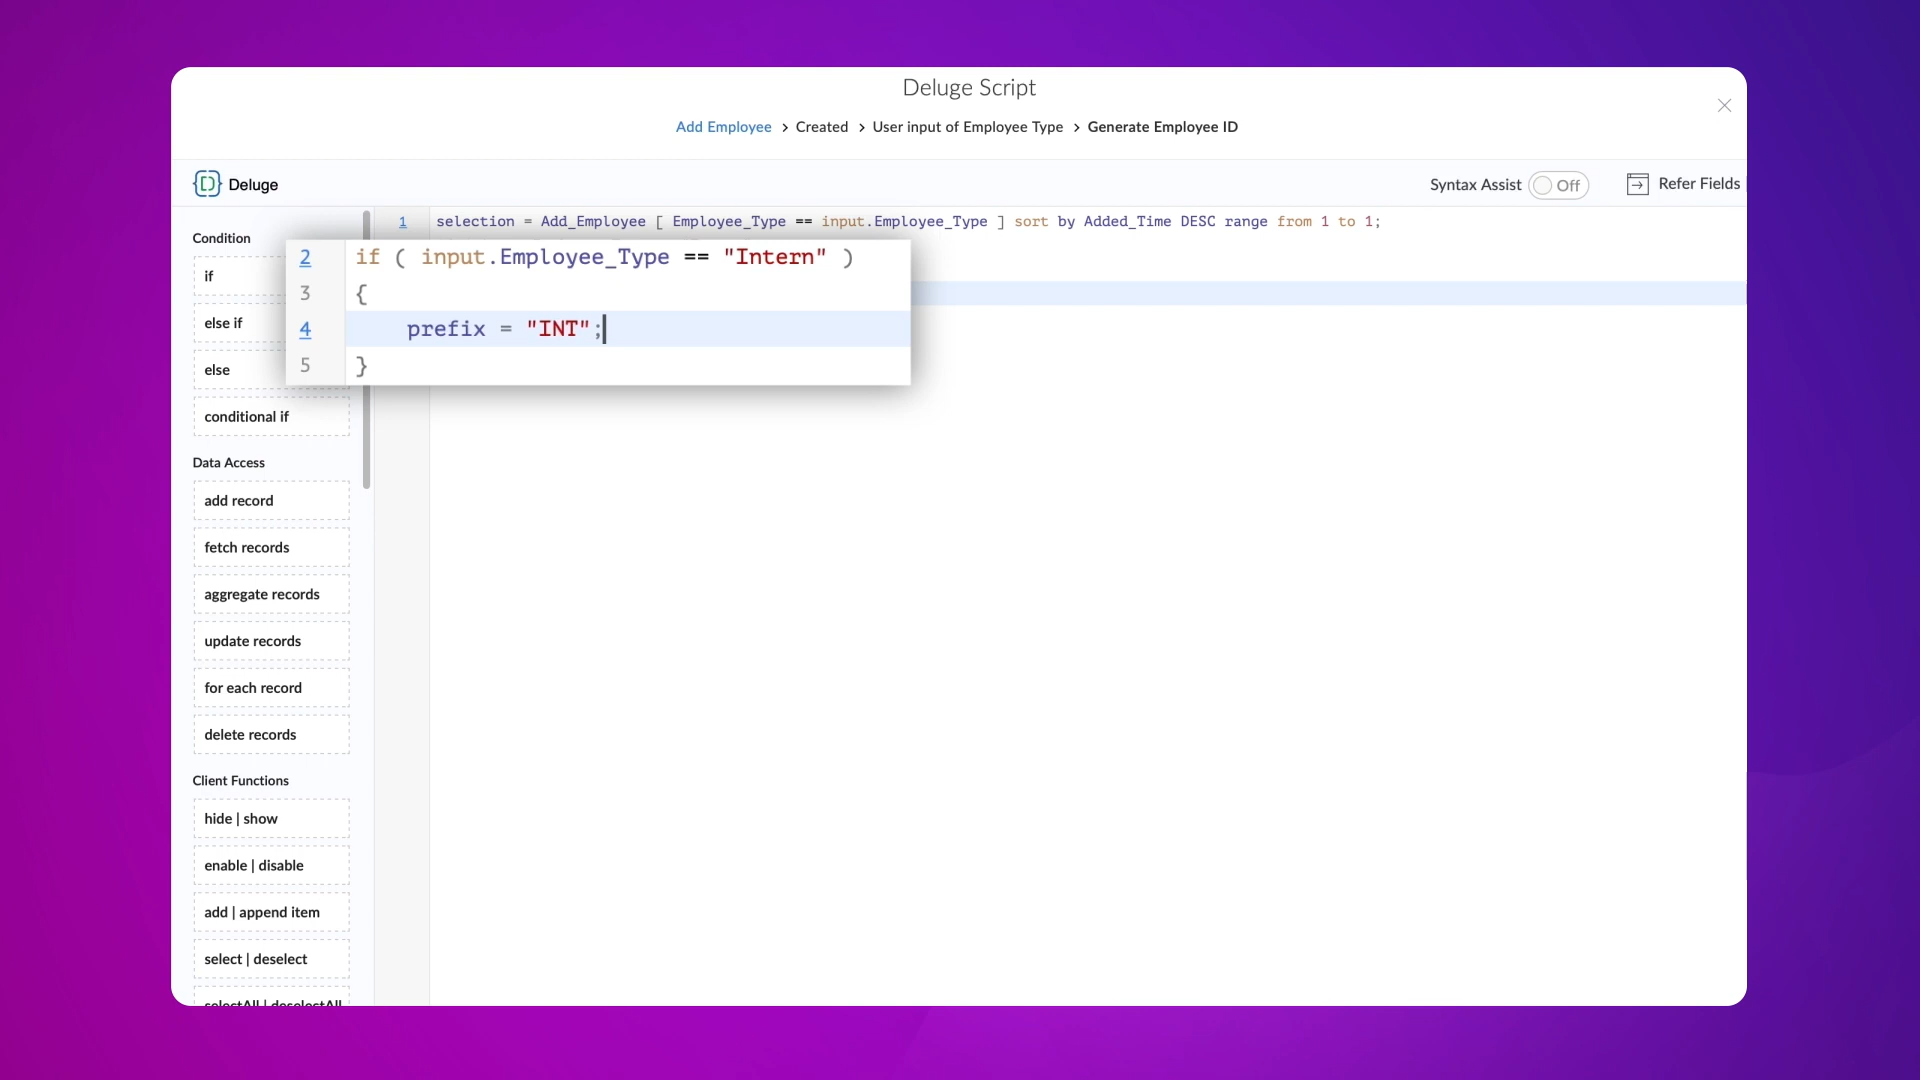 Deluge Script
Add Employee > Created > User input of Employee Type > Generate Employee ID
Deluge
Syntax Assist Off
Refer Fields
Condition
if
else if
else
conditional if
Data Access
add record
fetch records
aggregate records
update records
for each record
delete records
Client Functions
hide | show
enable | disable
add | append item
select | deselect
selectAll | deselectAll
1 selection = Add_Employee [ Employee_Type == input.Employee_Type ] sort by Added_Time DESC range from 1 to 1;
2 if ( input.Employee_Type == "Intern" )
3 {
4 prefix = "INT";
5 }